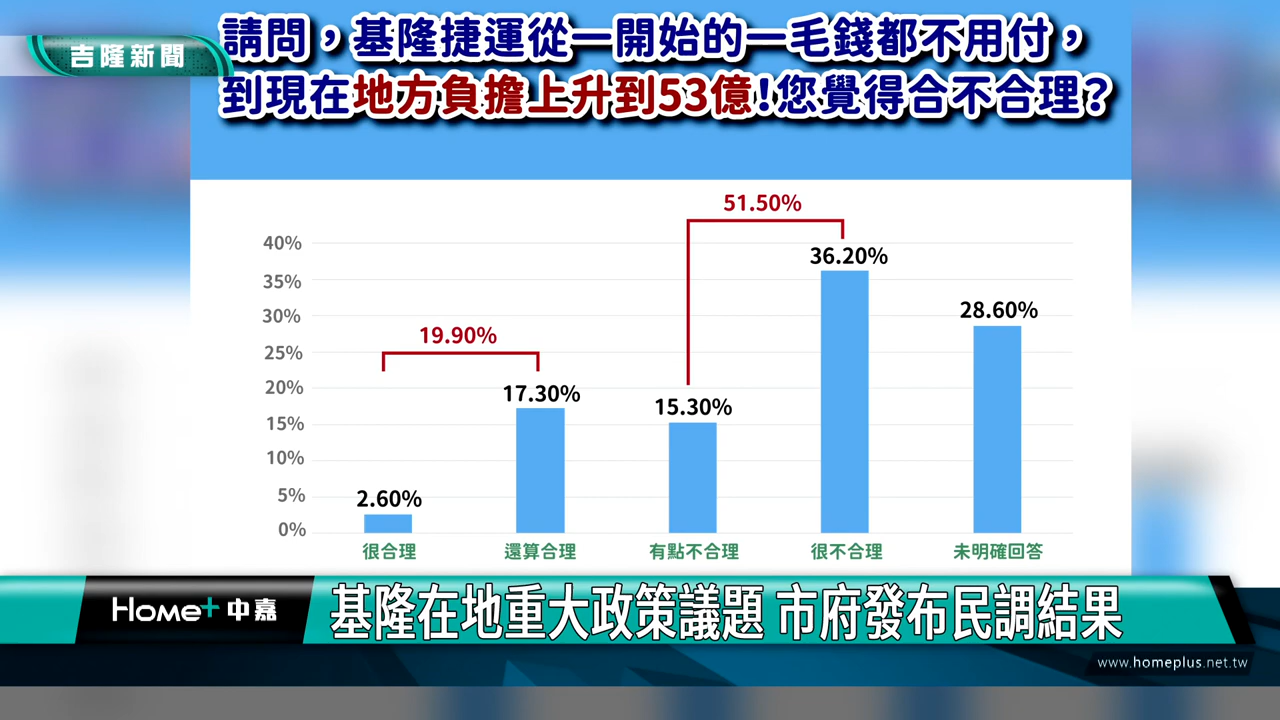 吉隆新聞
請問，基隆捷運從一開始的一毛錢都不用付，
到現在地方負擔上升到53億！您覺得合不合理？
51.50%
40%
36.20%
35%
30%
28.60%
19.90%
25%
20%
17.30%
15.30%
15%
10%
5%
2.60%
0%
很合理 還算合理 有點不合理 很不合理 未明確回答
Home+中嘉
基隆在地重大政策議題 市府發布民調結果
www.homeplus.net.tw